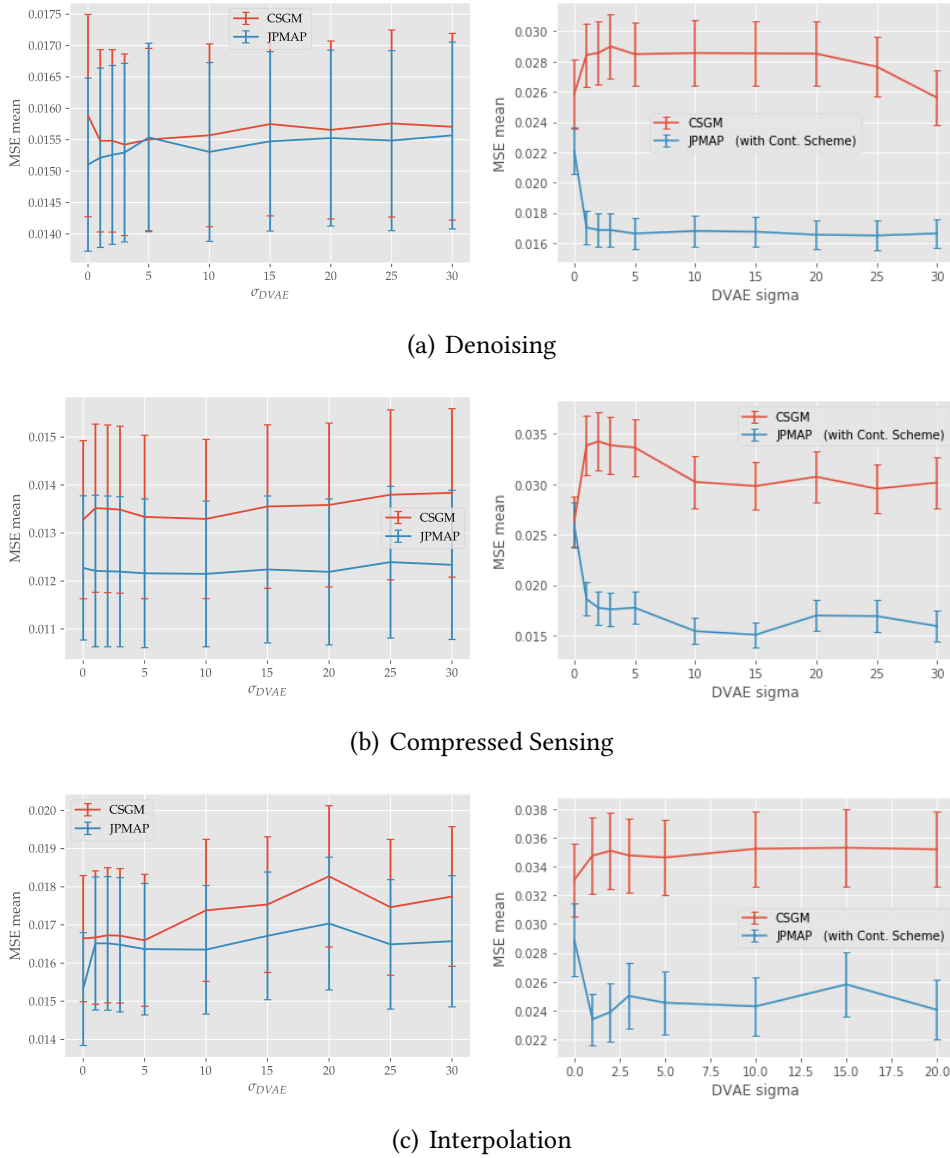 0.0175
0.0170
0.0165
0.0160
0.0155
0.0150
0.0145
0.0140
MSE mean
CSGM
JPMAP
0 5 10 15 20 25 30
σDVAE
0.030
0.028
0.026
0.024
0.022
0.020
0.018
0.016
MSE mean
CSGM
JPMAP (with Cont. Scheme)
0 5 10 15 20 25 30
DVAE sigma
(a) Denoising
0.015
0.014
0.013
0.012
0.011
MSE mean
CSGM
JPMAP
0 5 10 15 20 25 30
σDVAE
0.035
0.030
0.025
0.020
0.015
MSE mean
CSGM
JPMAP (with Cont. Scheme)
0 5 10 15 20 25 30
DVAE sigma
(b) Compressed Sensing
0.020
0.019
0.018
0.017
0.016
0.015
0.014
MSE mean
CSGM
JPMAP
0 5 10 15 20 25 30
σDVAE
0.038
0.036
0.034
0.032
0.030
0.028
0.026
0.024
0.022
MSE mean
CSGM
JPMAP (with Cont. Scheme)
0.0 2.5 5.0 7.5 10.0 12.5 15.0 17.5 20.0
DVAE sigma
(c) Interpolation